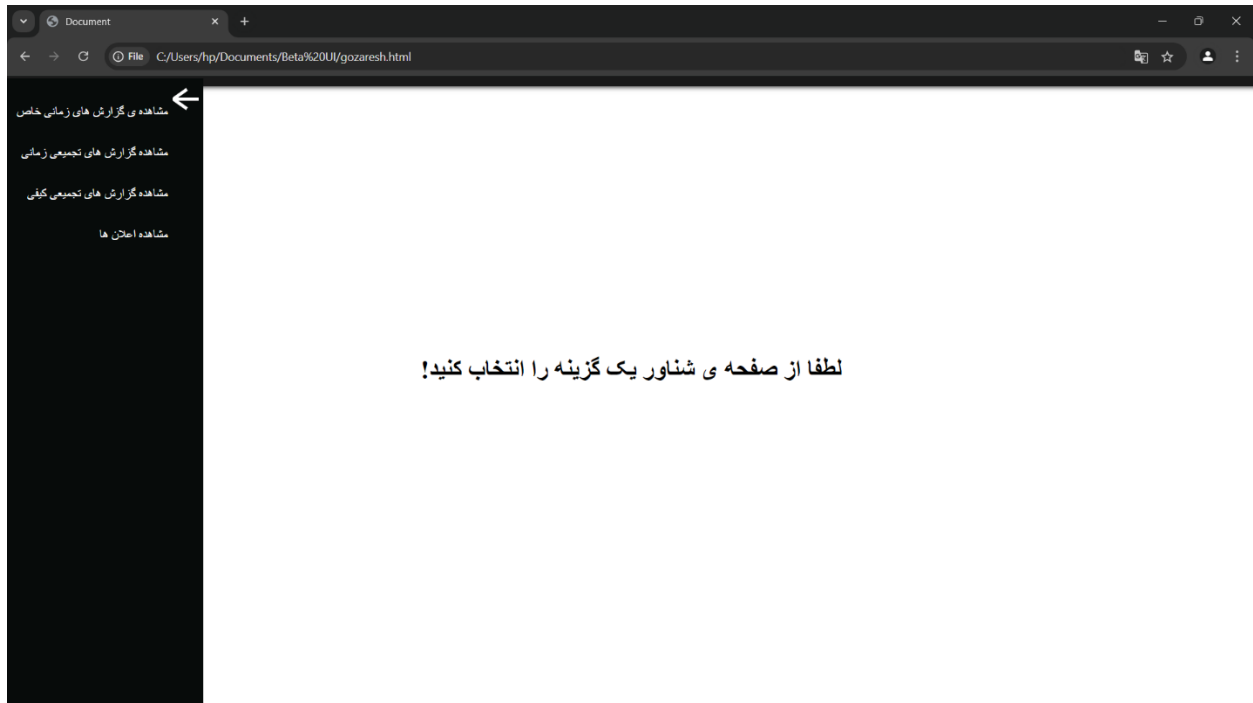 Document
File
C:/Users/hp/Documents/Beta%20UI/gozaresh.html
مشاهده ی گزارش های زمانی خاص
مشاهده گزارش های تجمیعی زمانی
مشاهده گزارش های تجمیعی کیفی
مشاهده اعلان ها
لطفا از صفحه ی شناور یک گزینه را انتخاب کنید!